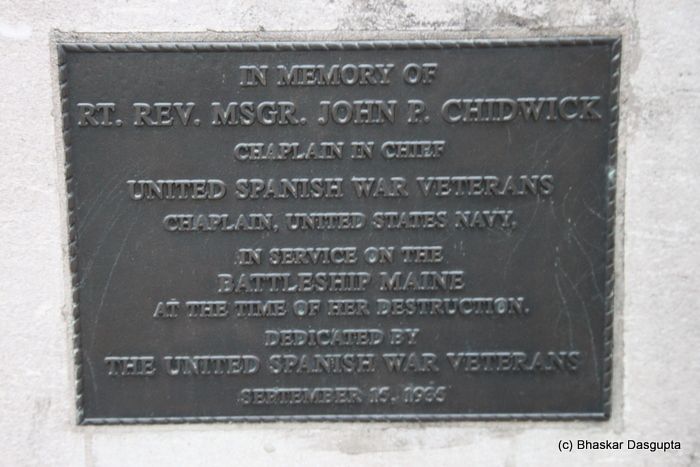 IN MEMORY OF
RT. REV. MSGR. JOHN P. CHIDWICK
CHAPLAIN IN CHIEF
UNITED SPANISH WAR VETERANS
CHAPLAIN, UNITED STATES NAVY,
IN SERVICE ON THE
BATTLESHIP MAINE
AT THE TIME OF HER DESTRUCTION.
DEDICATED BY
THE UNITED SPANISH WAR VETERANS
SEPTEMBER
(c) Bhaskar Dasgupta